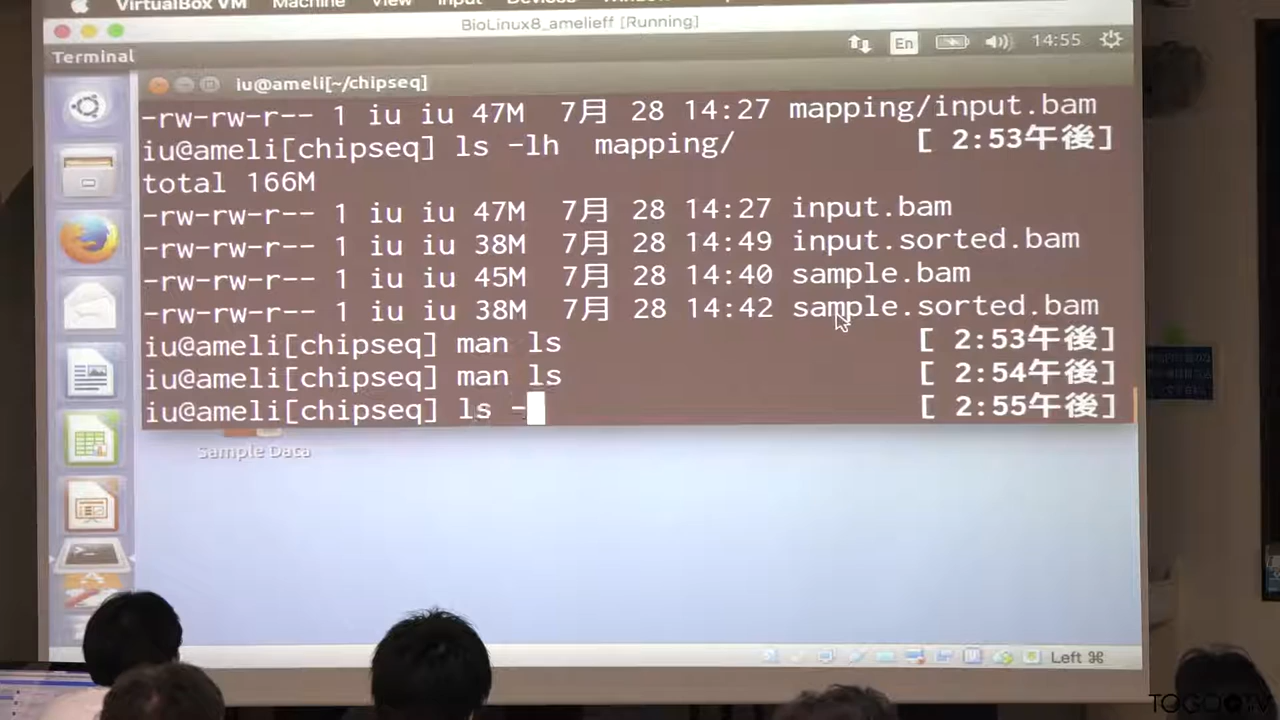 VirtualBox VM Machine View Input Devices
BioLinux8_amelieff [Running]
Terminal En 14:55
iu@ameli[~/chipseq]
-rw-rw-r-- 1 iu iu 47M 7月 28 14:27 mapping/input.bam
iu@ameli[chipseq] ls -lh mapping/ [ 2:53午後]
total 166M
-rw-rw-r-- 1 iu iu 47M 7月 28 14:27 input.bam
-rw-rw-r-- 1 iu iu 38M 7月 28 14:49 input.sorted.bam
-rw-rw-r-- 1 iu iu 45M 7月 28 14:40 sample.bam
-rw-rw-r-- 1 iu iu 38M 7月 28 14:42 sample.sorted.bam
iu@ameli[chipseq] man ls [ 2:53午後]
iu@ameli[chipseq] man ls [ 2:54午後]
iu@ameli[chipseq] ls - [ 2:55午後]
Sample Data
Left ⌘
TOGOTV